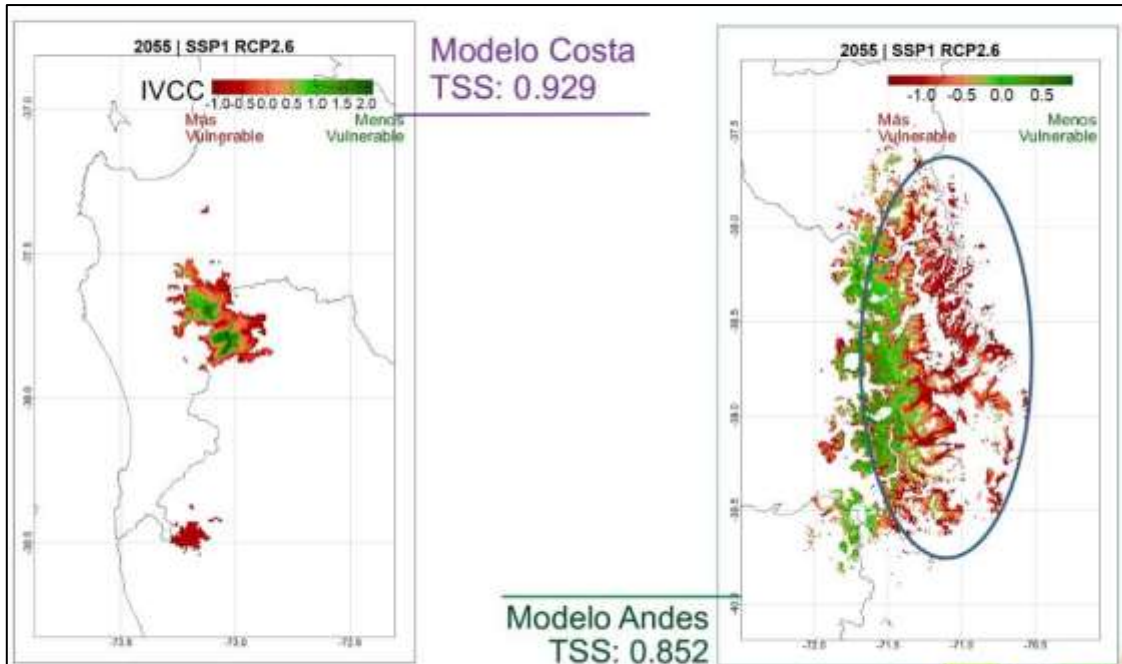 2055 | SSP1 RCP2.6
IVCC
-1.0-0.5 0.0 0.5 1.0 2.0
Más
Vulnerable
Menos
Vulnerable
-73.0
Modelo Costa
TSS: 0.929
2055 | SSP1 RCP2.6
-1.0 -0.5 0.0 0.5
Más
Vulnerable
Menos
Vulnerable
Modelo Andes
TSS: 0.852